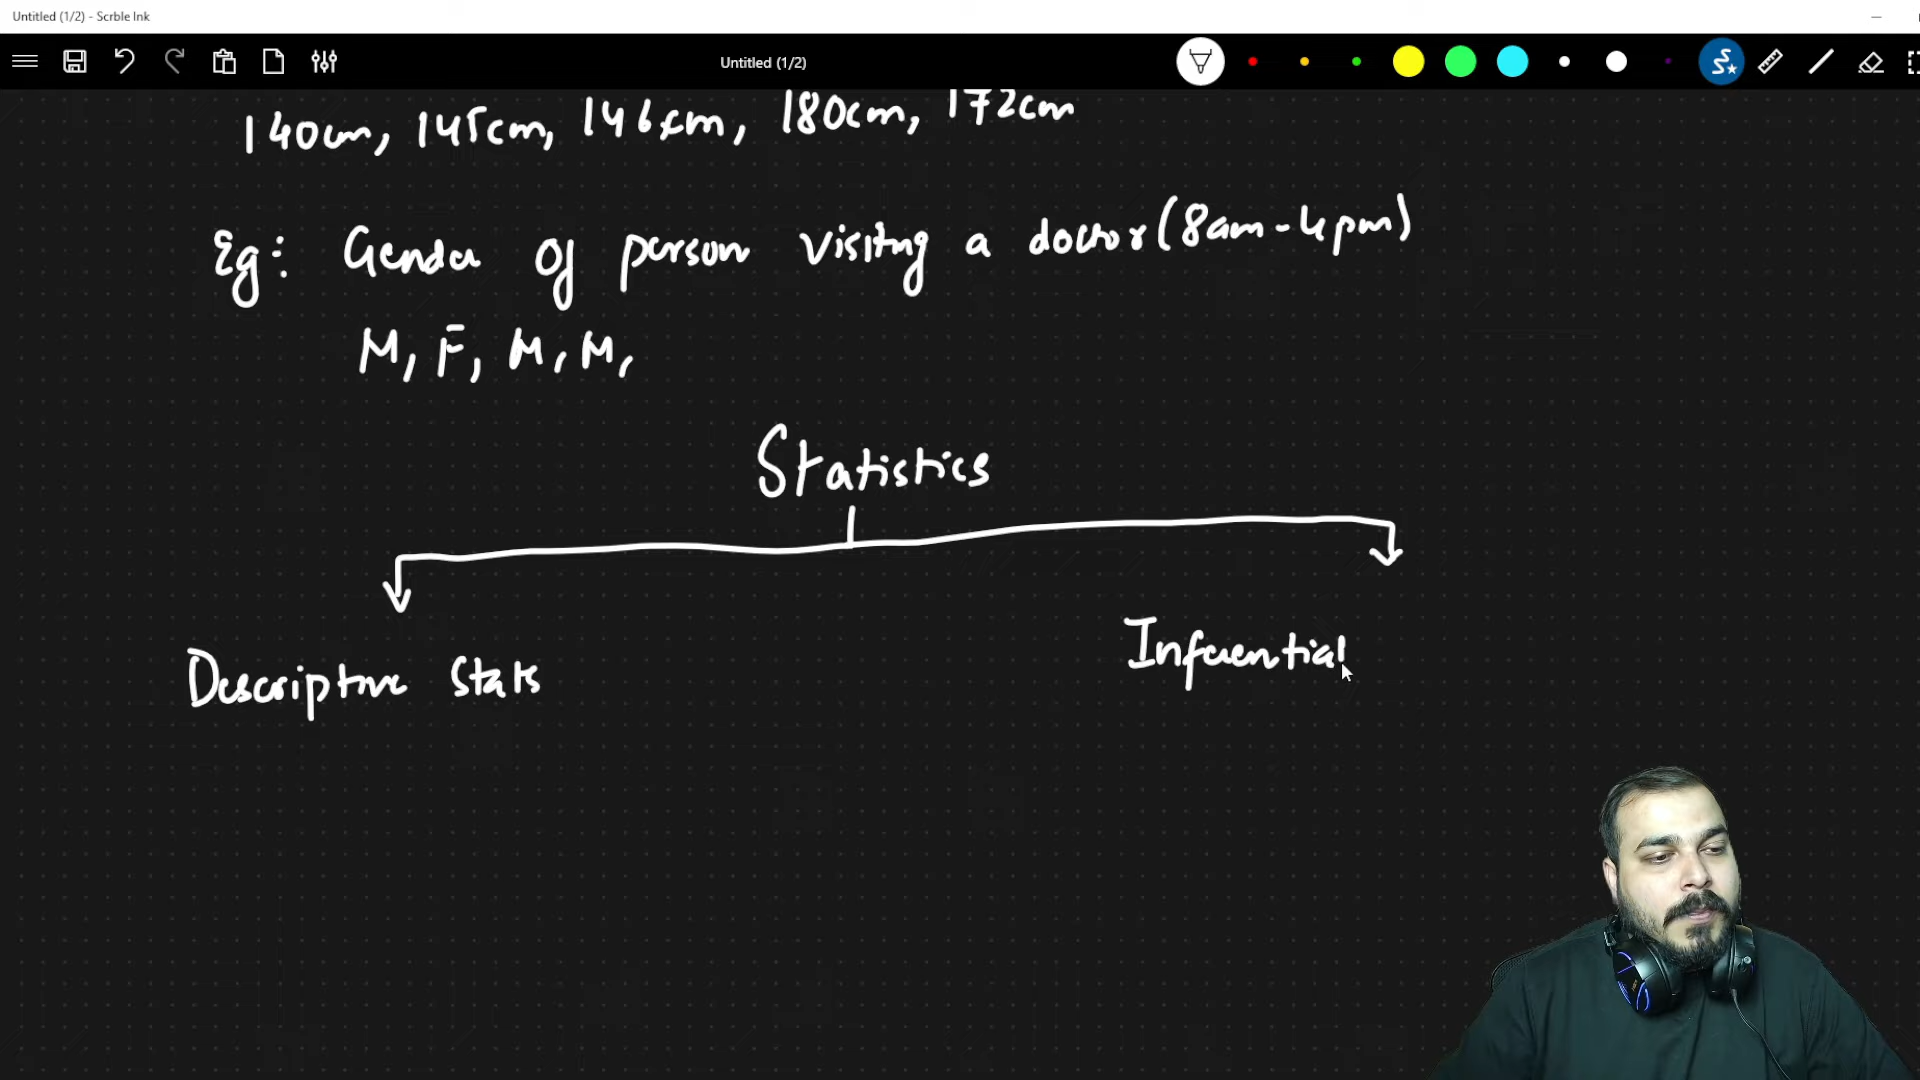 Untitled (1/2) - Scrble Ink
Untitled (1/2)
140cm, 145cm, 146cm, 180cm, 172cm
Eg: Gender of person visiting a doctor (8am-4pm)
M, F, M, M,
Statistics
Descriptive Stats
Inferential